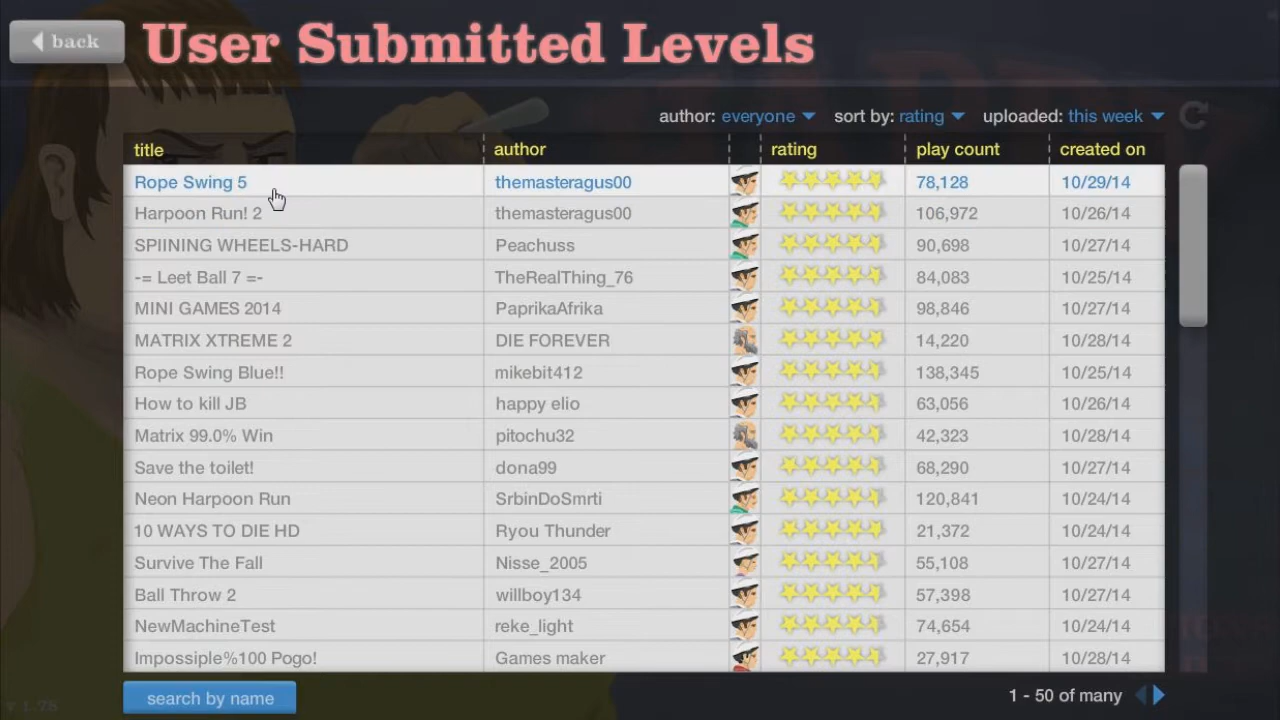 back
User Submitted Levels
author: everyone sort by: rating uploaded: this week
title author rating play count created on
Rope Swing 5 themasteragus00 78,128 10/29/14
Harpoon Run! 2 themasteragus00 106,972 10/26/14
SPIINING WHEELS-HARD Peachuss 90,698 10/27/14
-= Leet Ball 7 =- TheRealThing_76 84,083 10/25/14
MINI GAMES 2014 PaprikaAfrika 98,846 10/27/14
MATRIX XTREME 2 DIE FOREVER 14,220 10/28/14
Rope Swing Blue!! mikebit412 138,345 10/25/14
How to kill JB happy elio 63,056 10/26/14
Matrix 99.0% Win pitochu32 42,323 10/28/14
Save the toilet! dona99 68,290 10/27/14
Neon Harpoon Run SrbinDoSmrti 120,841 10/24/14
10 WAYS TO DIE HD Ryou Thunder 21,372 10/24/14
Survive The Fall Nisse_2005 55,108 10/27/14
Ball Throw 2 willboy134 57,398 10/27/14
NewMachineTest reke_light 74,654 10/24/14
Impossiple%100 Pogo! Games maker 27,917 10/28/14
search by name 1 - 50 of many
v 1.78